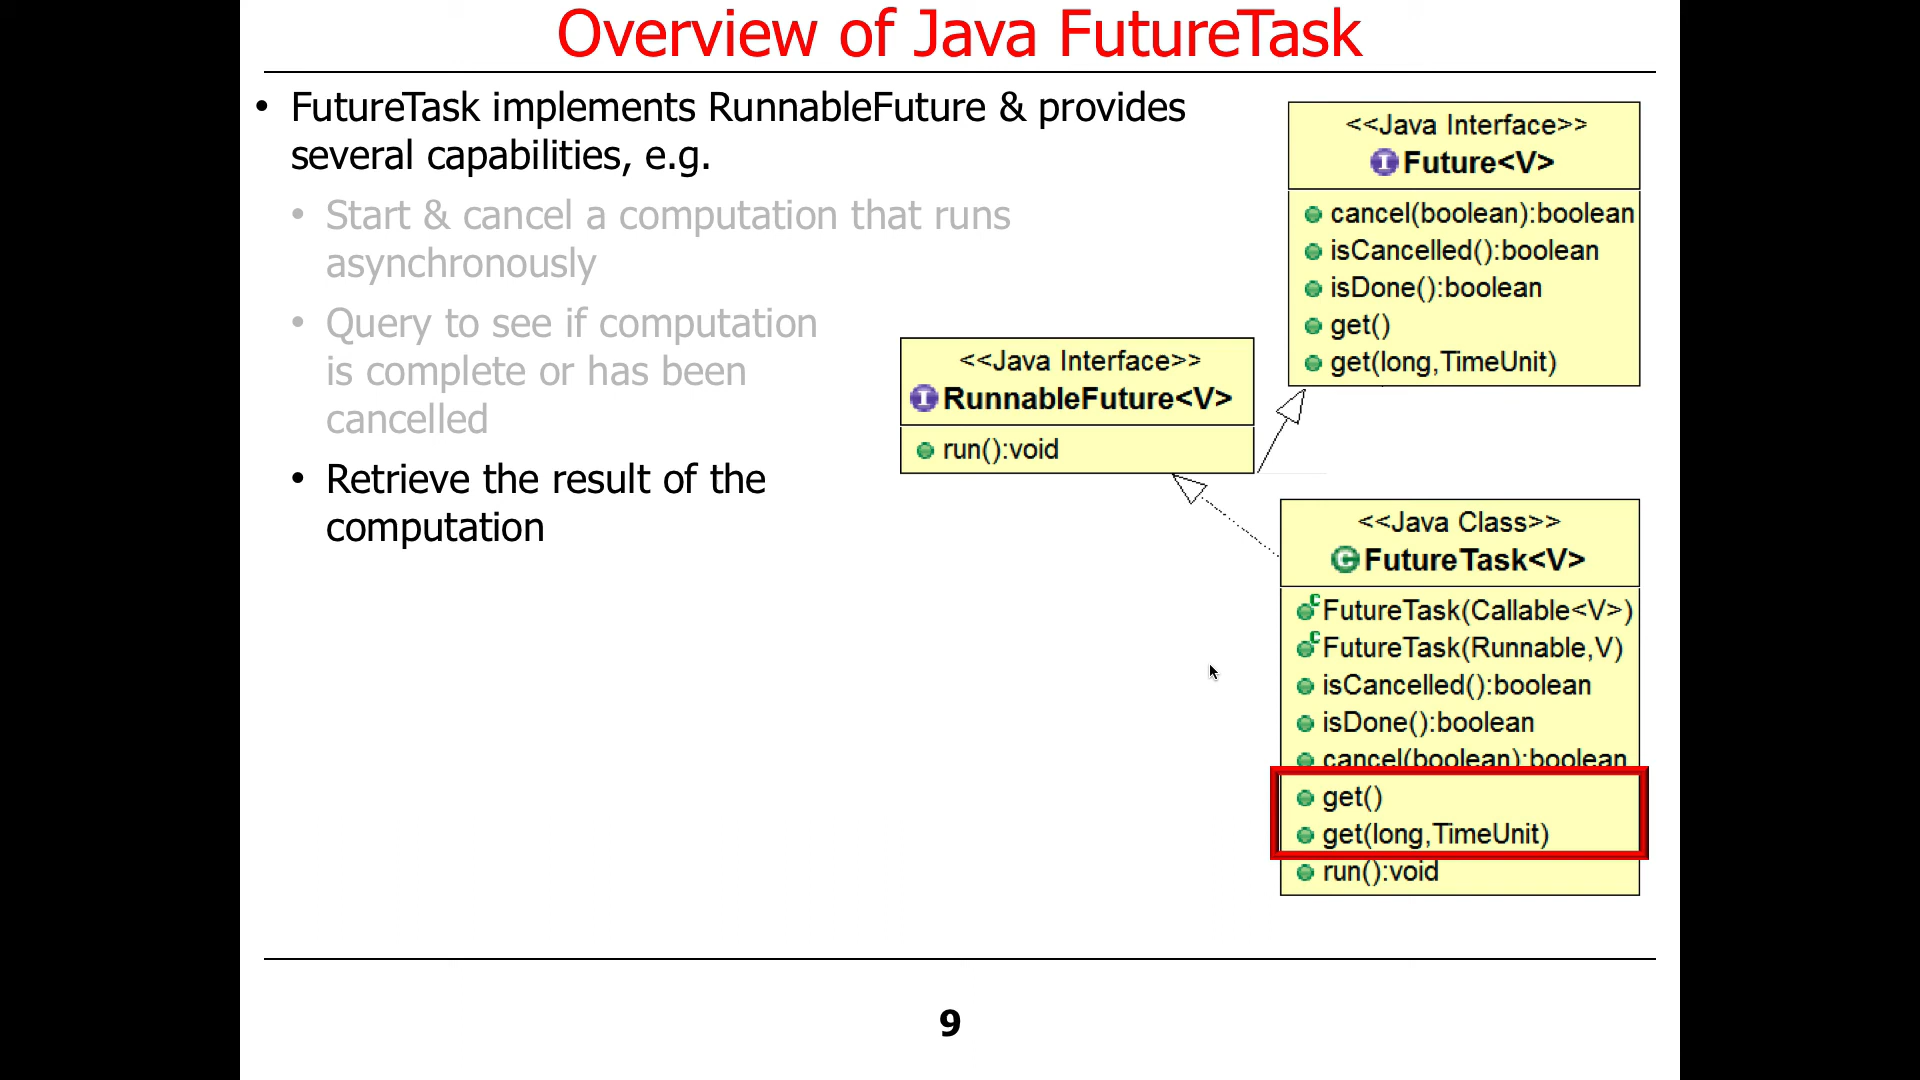 Overview of Java FutureTask
• FutureTask implements RunnableFuture & provides
several capabilities, e.g.
• Start & cancel a computation that runs
asynchronously
• Query to see if computation
is complete or has been
cancelled
• Retrieve the result of the
computation
<<Java Interface>>
I Future<V>
cancel(boolean):boolean
isCancelled():boolean
isDone():boolean
get()
get(long,TimeUnit)
<<Java Interface>>
I RunnableFuture<V>
run():void
<<Java Class>>
C FutureTask<V>
C FutureTask(Callable<V>)
C FutureTask(Runnable,V)
isCancelled():boolean
isDone():boolean
cancel(boolean):boolean
get()
get(long,TimeUnit)
run():void
9